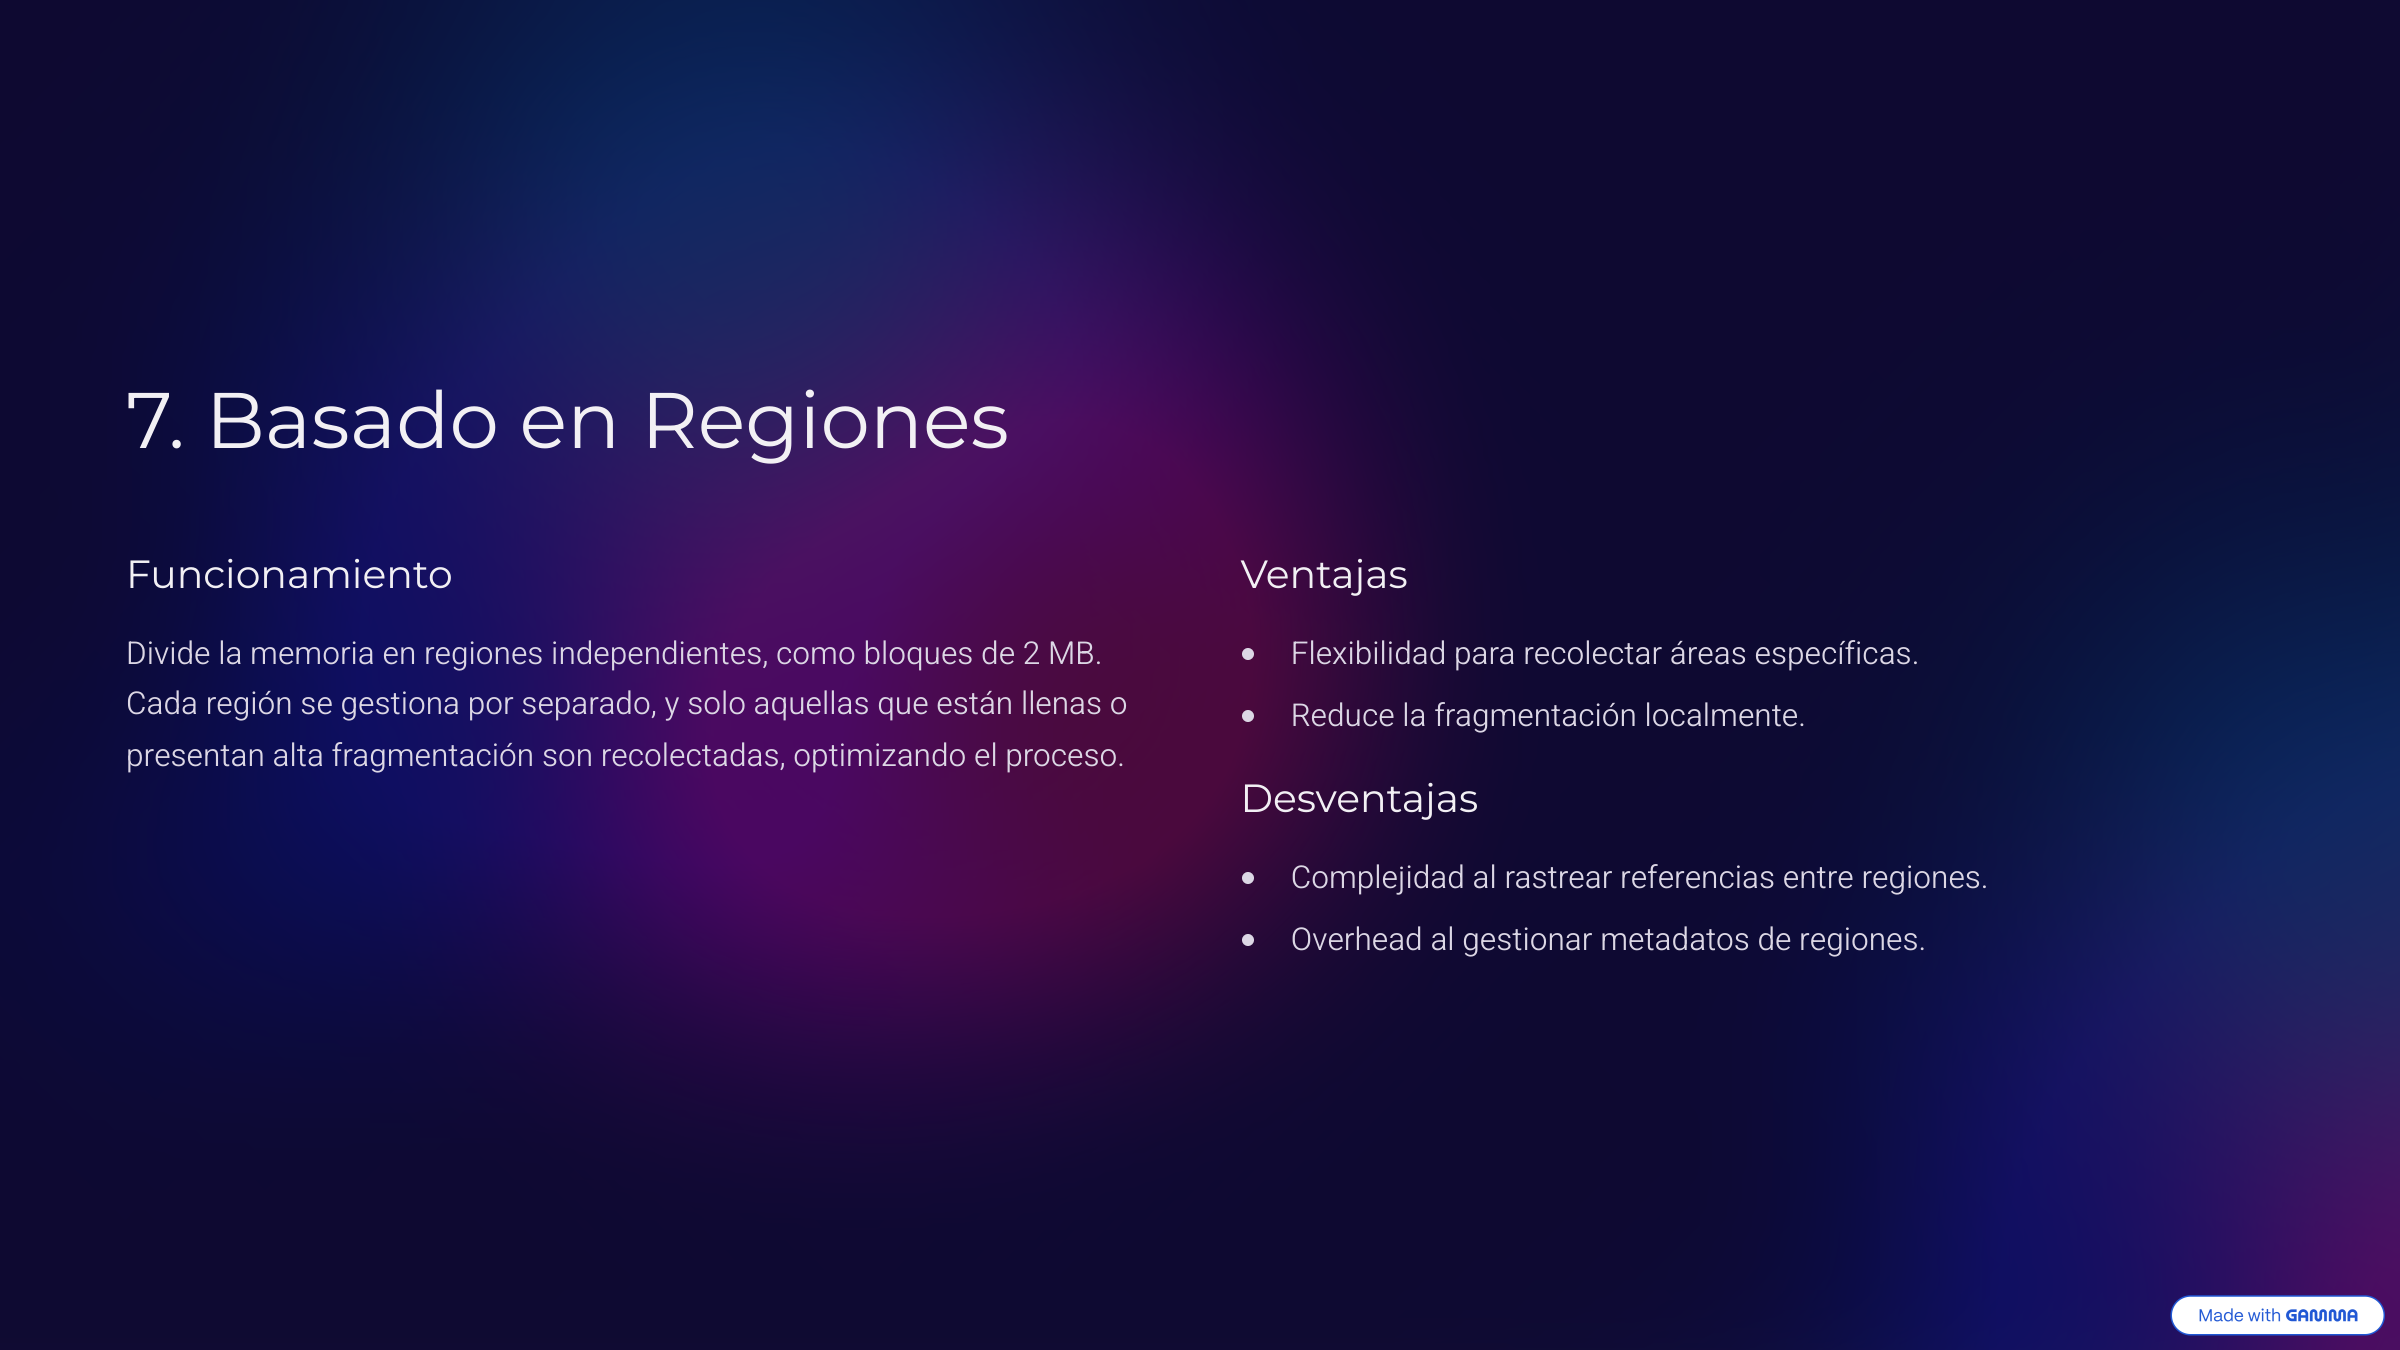 7. Basado en Regiones
Funcionamiento
Divide la memoria en regiones independientes, como bloques de 2 MB.
Cada región se gestiona por separado, y solo aquellas que están llenas o
presentan alta fragmentación son recolectadas, optimizando el proceso.
Ventajas
• Flexibilidad para recolectar áreas específicas.
• Reduce la fragmentación localmente.
Desventajas
• Complejidad al rastrear referencias entre regiones.
• Overhead al gestionar metadatos de regiones.
Made with GAMMA